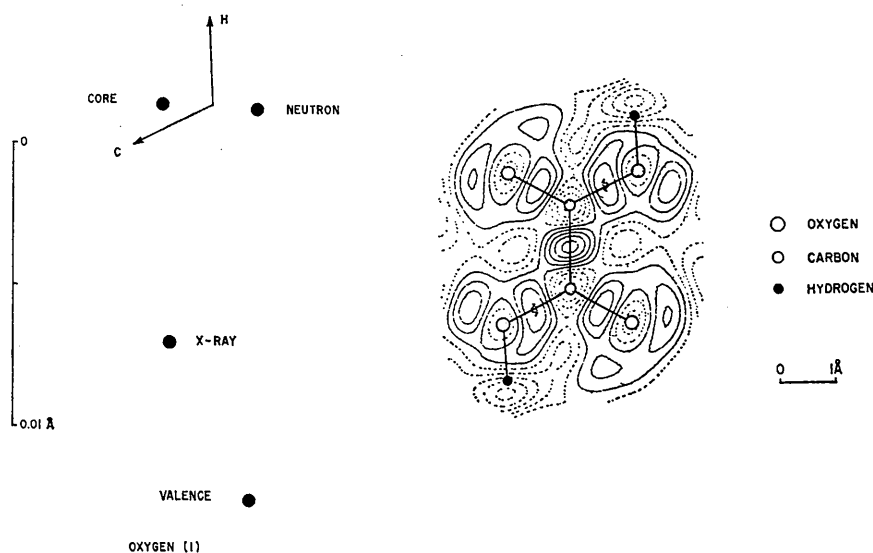 H
CORE
NEUTRON
C
0
X-RAY
0.01 Å
VALENCE
OXYGEN (1)
OXYGEN
CARBON
HYDROGEN
0 1Å